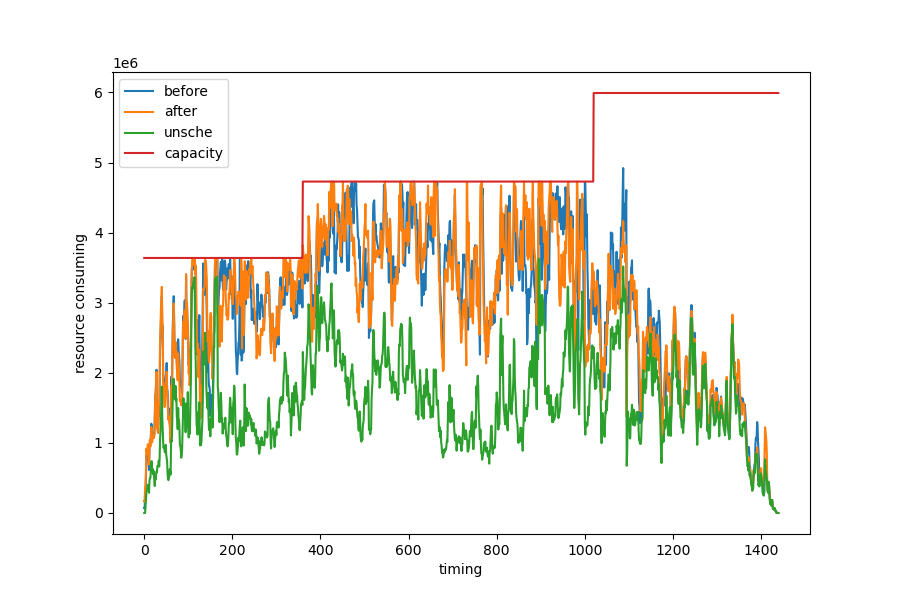 1e6
before
after
unsche
capacity
6
5
4
3
2
1
0
resource consuming
0 200 400 600 800 1000 1200 1400
timing